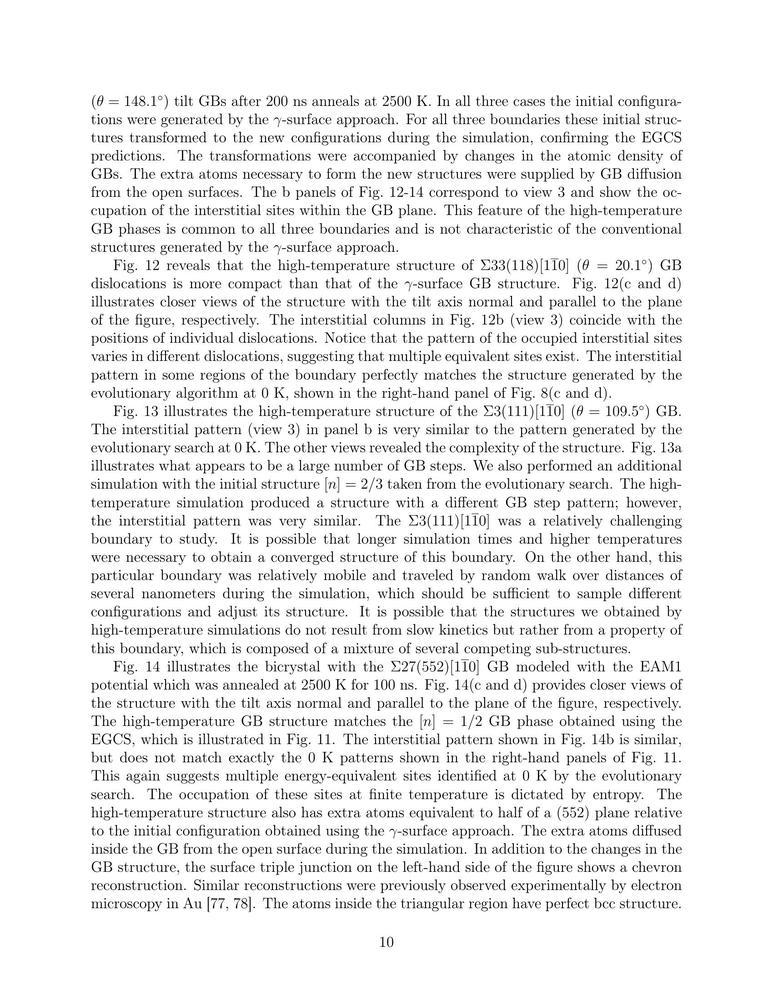 (θ = 148.1°) tilt GBs after 200 ns anneals at 2500 K. In all three cases the initial configura-
tions were generated by the γ-surface approach. For all three boundaries these initial struc-
tures transformed to the new configurations during the simulation, confirming the EGCS
predictions. The transformations were accompanied by changes in the atomic density of
GBs. The extra atoms necessary to form the new structures were supplied by GB diffusion
from the open surfaces. The b panels of Fig. 12-14 correspond to view 3 and show the oc-
cupation of the interstitial sites within the GB plane. This feature of the high-temperature
GB phases is common to all three boundaries and is not characteristic of the conventional
structures generated by the γ-surface approach.
Fig. 12 reveals that the high-temperature structure of Σ33(118)[11̅0] (θ = 20.1°) GB
dislocations is more compact than that of the γ-surface GB structure. Fig. 12(c and d)
illustrates closer views of the structure with the tilt axis normal and parallel to the plane
of the figure, respectively. The interstitial columns in Fig. 12b (view 3) coincide with the
positions of individual dislocations. Notice that the pattern of the occupied interstitial sites
varies in different dislocations, suggesting that multiple equivalent sites exist. The interstitial
pattern in some regions of the boundary perfectly matches the structure generated by the
evolutionary algorithm at 0 K, shown in the right-hand panel of Fig. 8(c and d).
Fig. 13 illustrates the high-temperature structure of the Σ3(111)[11̅0] (θ = 109.5°) GB.
The interstitial pattern (view 3) in panel b is very similar to the pattern generated by the
evolutionary search at 0 K. The other views revealed the complexity of the structure. Fig. 13a
illustrates what appears to be a large number of GB steps. We also performed an additional
simulation with the initial structure [n] = 2/3 taken from the evolutionary search. The high-
temperature simulation produced a structure with a different GB step pattern; however,
the interstitial pattern was very similar. The Σ3(111)[11̅0] was a relatively challenging
boundary to study. It is possible that longer simulation times and higher temperatures
were necessary to obtain a converged structure of this boundary. On the other hand, this
particular boundary was relatively mobile and traveled by random walk over distances of
several nanometers during the simulation, which should be sufficient to sample different
configurations and adjust its structure. It is possible that the structures we obtained by
high-temperature simulations do not result from slow kinetics but rather from a property of
this boundary, which is composed of a mixture of several competing sub-structures.
Fig. 14 illustrates the bicrystal with the Σ27(552)[11̅0] GB modeled with the EAM1
potential which was annealed at 2500 K for 100 ns. Fig. 14(c and d) provides closer views of
the structure with the tilt axis normal and parallel to the plane of the figure, respectively.
The high-temperature GB structure matches the [n] = 1/2 GB phase obtained using the
EGCS, which is illustrated in Fig. 11. The interstitial pattern shown in Fig. 14b is similar,
but does not match exactly the 0 K patterns shown in the right-hand panels of Fig. 11.
This again suggests multiple energy-equivalent sites identified at 0 K by the evolutionary
search. The occupation of these sites at finite temperature is dictated by entropy. The
high-temperature structure also has extra atoms equivalent to half of a (552) plane relative
to the initial configuration obtained using the γ-surface approach. The extra atoms diffused
inside the GB from the open surface during the simulation. In addition to the changes in the
GB structure, the surface triple junction on the left-hand side of the figure shows a chevron
reconstruction. Similar reconstructions were previously observed experimentally by electron
microscopy in Au [77, 78]. The atoms inside the triangular region have perfect bcc structure.
10